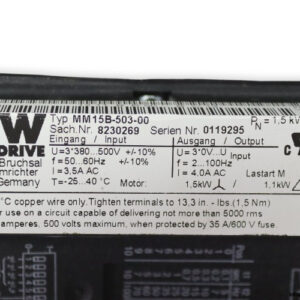 W
DRIVE
Typ MM15B-503-00
P_N = 1,5 k
Sach.Nr. 8230269 Serien Nr. 0119295
Eingang / Input
Ausgang / Output
U=3*380...500V +/-10%
U=3*0V...U Input
Bruchsal
f=50...60Hz +/-10%
f=2...100Hz
mrichter
I=3,5A AC
I=4.0A AC
Lastart M
Germany
T=-25...40°C
Motor:
1.5kW
/
1,1k
°C copper wire only. Tighten terminals to 13.3 in. - lbs.(1,5 Nm)
r use on a circuit capable of delivering not more than 5000 rms
amperes, 500 volts maximum, when protected by 35 A/600 V fuse